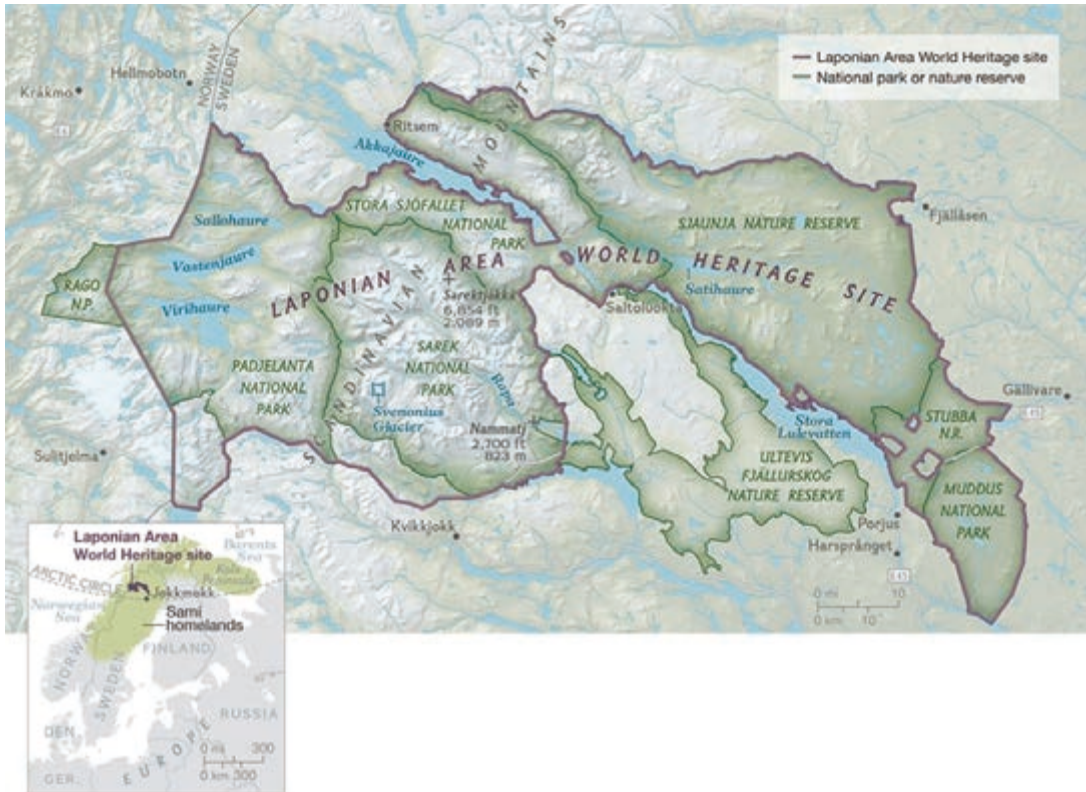 Laponian Area World Heritage site
National park or nature reserve
Hellmobotn
Kråkmo
NORWAY
SWEDEN
MOUNTAINS
Ritsem
Akkajaure
STORA SJÖFALLET
NATIONAL
PARK
Sallohaure
SJAUNJA NATURE RESERVE
Fjällåsen
Vastenjaure
RAGO
N.P.
Virihaure
LAPONIAN AREA WORLD HERITAGE SITE
Sarektjåkkå
6,854 ft
2,089 m
Saltoluokta
Satihaure
SCANDINAVIAN
SAREK
NATIONAL
PARK
PADJELANTA
NATIONAL
PARK
Rapa
Svenonius
Glacier
Nammatj
2,700 ft
823 m
Gällivare
E45
STUBBA
N.R.
Stora
Lulevatten
ULTEVIS
FJÄLLURSKOG
NATURE RESERVE
MUDDUS
NATIONAL
PARK
Sulitjelma
Kvikkjokk
Porjus
Harsprånget
E45
0 mi 10
0 km 10
Laponian Area
World Heritage site
Barents
Sea
Kola
Peninsula
ARCTIC CIRCLE
Jokkmokk
Norwegian
Sea
Sami
homelands
FINLAND
NORWAY
SWEDEN
RUSSIA
DEN.
EUROPE
GER.
0 mi 300
0 km 300